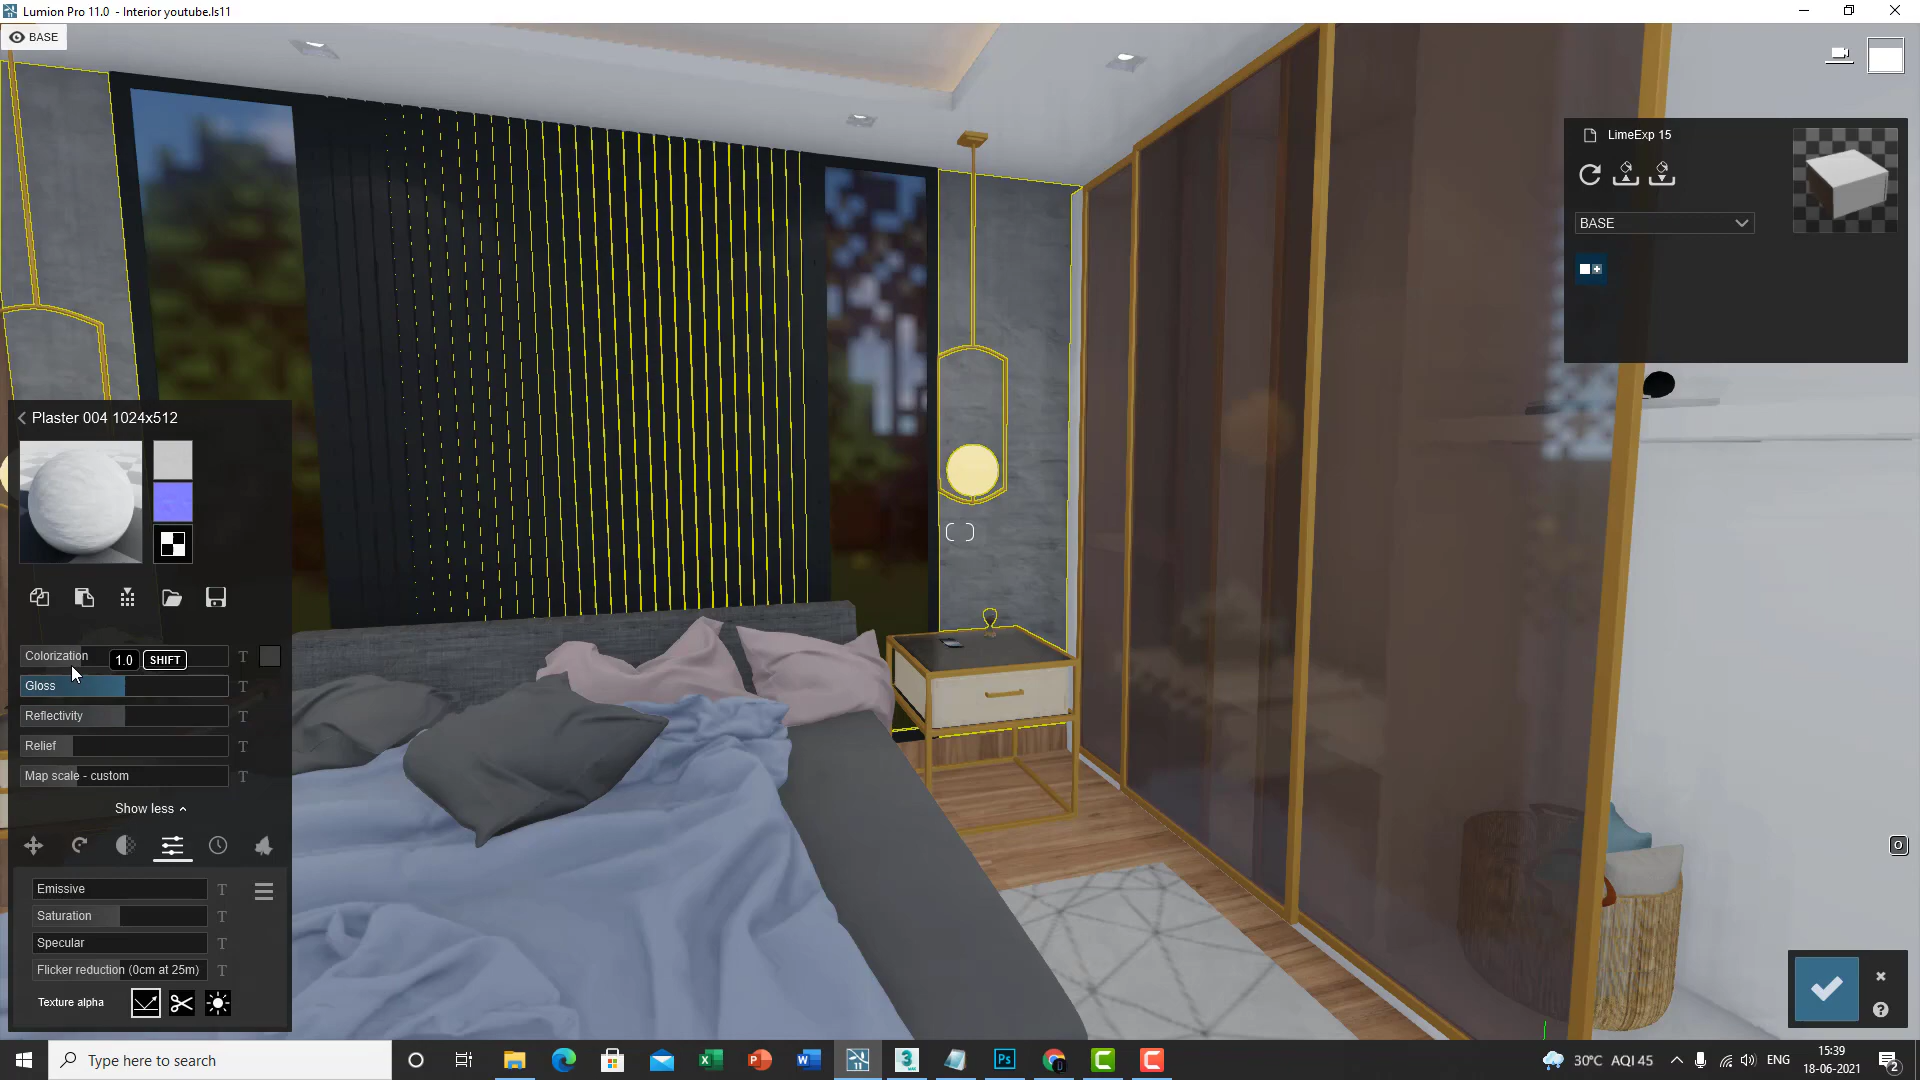 Lumion Pro 11.0 - Interior youtube.ls11
BASE
LimeExp 15
BASE
Plaster 004 1024x512
Colorization
1.0 SHIFT
T
Gloss T
Reflectivity T
Relief T
Map scale - custom T
Show less
Emissive T
Saturation T
Specular T
Flicker reduction (0cm at 25m) T
Texture alpha
O
?
Type here to search
Ps
30°C AQI 45
ENG
15:39
18-06-2021
2